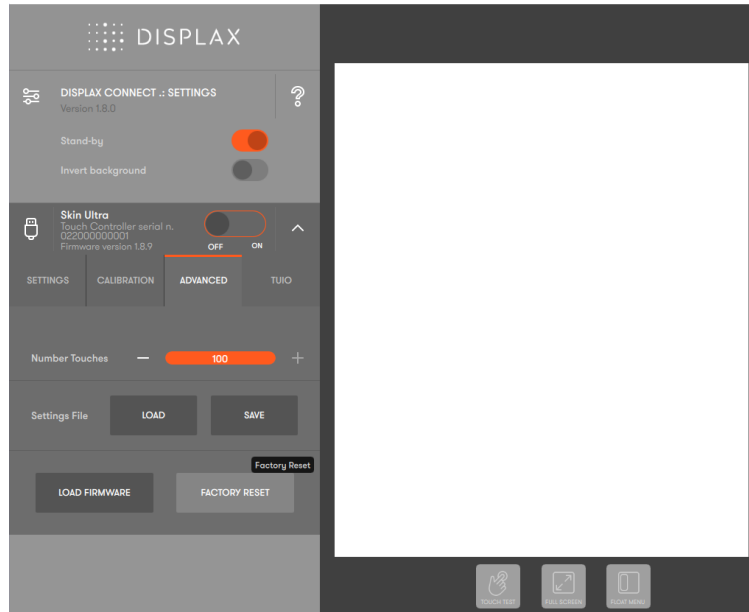 DISPLAX
DISPLAX CONNECT .: SETTINGS
Version 1.8.0
Stand-by
Invert background
Skin Ultra
Touch Controller serial n.
022000000001
Firmware version 1.8.9
OFF ON
SETTINGS CALIBRATION ADVANCED TUIO
Number Touches — 100 +
Settings File LOAD SAVE
Factory Reset
LOAD FIRMWARE FACTORY RESET
TOUCH TEST FULL SCREEN FLOAT MENU